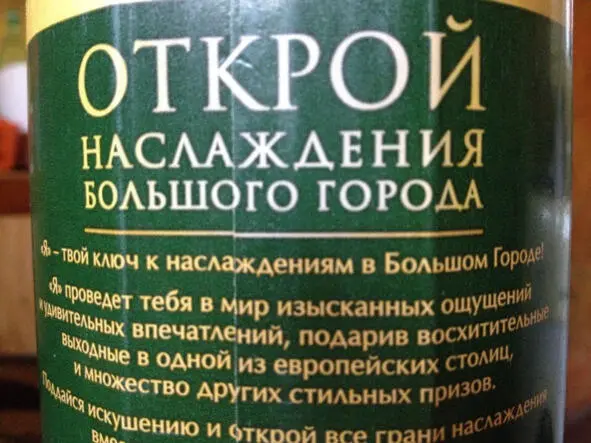 ОТКРОЙ
НАСЛАЖДЕНИЯ
БОЛЬШОГО ГОРОДА
«Я» – твой ключ к наслаждениям в Большом Городе!
«Я» проведет тебя в мир изысканных ощущений
и удивительных впечатлений, подарив восхитительные
выходные в одной из европейских столиц,
и множество других стильных призов.
Поддайся искушению и открой все грани наслаждения